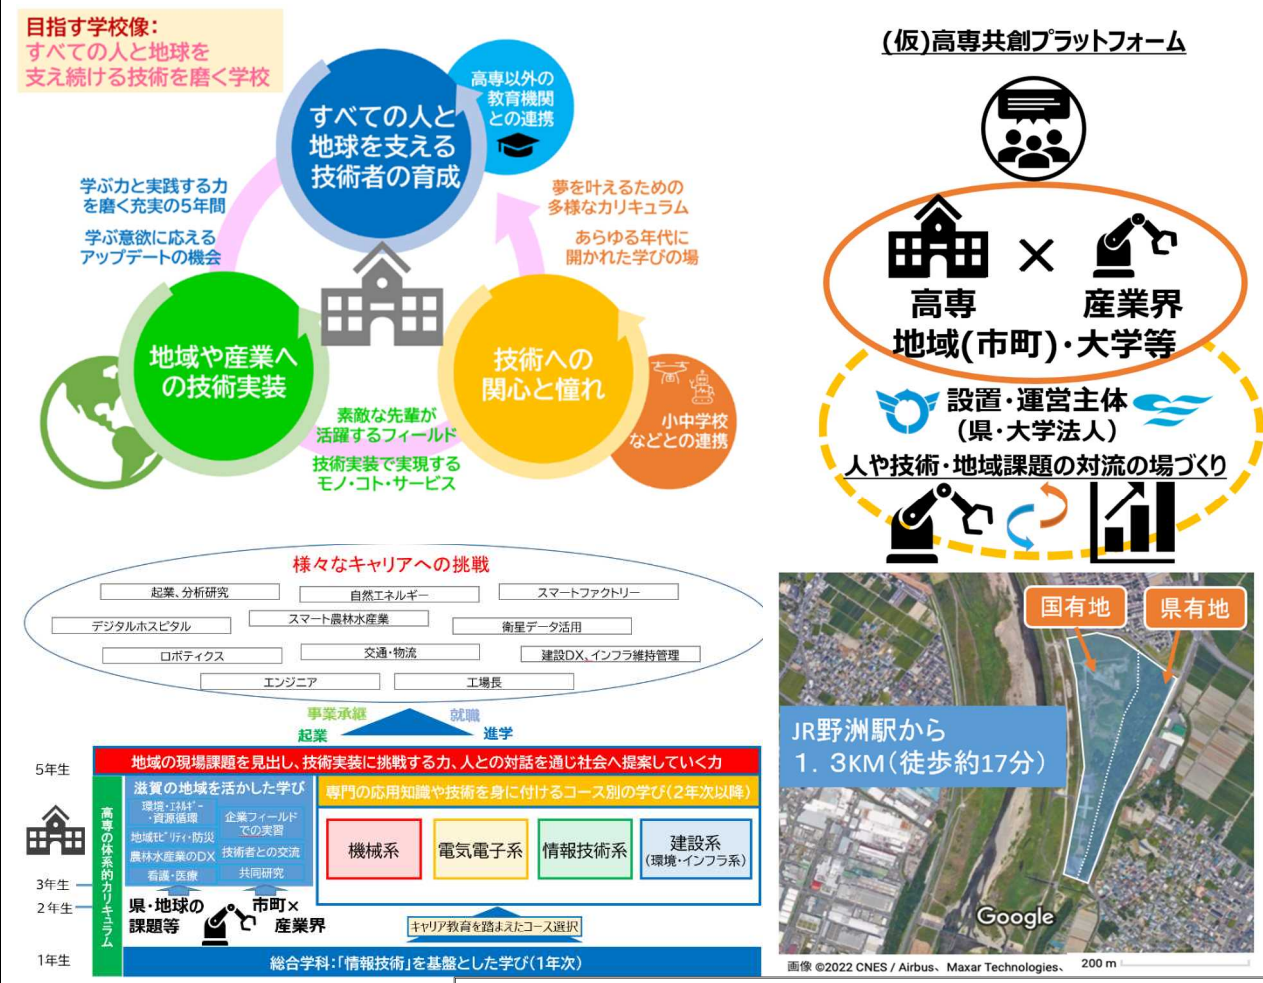 目指す学校像：
すべての人と地球を
支え続ける技術を磨く学校
すべての人と
地球を支える
技術者の育成
高専以外の
教育機関
との連携
学ぶ力と実践する力
を磨く充実の5年間
学ぶ意欲に応える
アップデートの機会
夢を叶えるための
多様なカリキュラム
あらゆる年代に
開かれた学びの場
地域や産業へ
の技術実装
技術への
関心と憧れ
小中学校
などとの連携
素敵な先輩が
活躍するフィールド
技術実装で実現する
モノ・コト・サービス
(仮)高専共創プラットフォーム
高専
×
産業界
地域(市町)・大学等
設置・運営主体
(県・大学法人)
人や技術・地域課題の対流の場づくり
様々なキャリアへの挑戦
起業、分析研究
自然エネルギー
スマートファクトリー
デジタルホスピタル
スマート農林水産業
衛星データ活用
ロボティクス
交通・物流
建設DX、インフラ維持管理
エンジニア
工場長
事業承継
就職
起業
進学
5年生
地域の現場課題を見出し、技術実装に挑戦する力、人との対話を通じ社会へ提案していく力
高専の体系的カリキュラム
滋賀の地域を活かした学び
環境・エネルギー
・資源循環
企業フィールド
での実習
地域モビリティ・防災
農林水産業のDX
技術者との交流
看護・医療
共同研究
専門の応用知識や技術を身に付けるコース別の学び(2年次以降)
機械系
電気電子系
情報技術系
建設系
(環境・インフラ系)
3年生
2年生
県・地球の
課題等
市町×
産業界
キャリア教育を踏まえたコース選択
1年生
総合学科：「情報技術」を基盤とした学び(1年次)
国有地
県有地
JR野洲駅から
1．3KM(徒歩約17分)
Google
画像 ©2022 CNES / Airbus、Maxar Technologies、
200 m